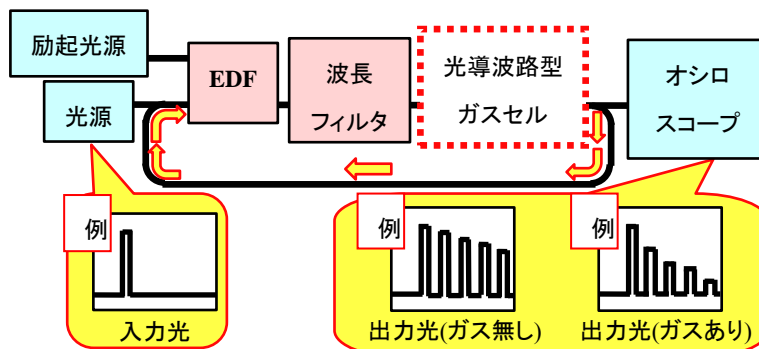 励起光源
光源
EDF
波長
フィルタ
光導波路型
ガスセル
オシロ
スコープ
例
入力光
例
出力光(ガス無し)
例
出力光(ガスあり)